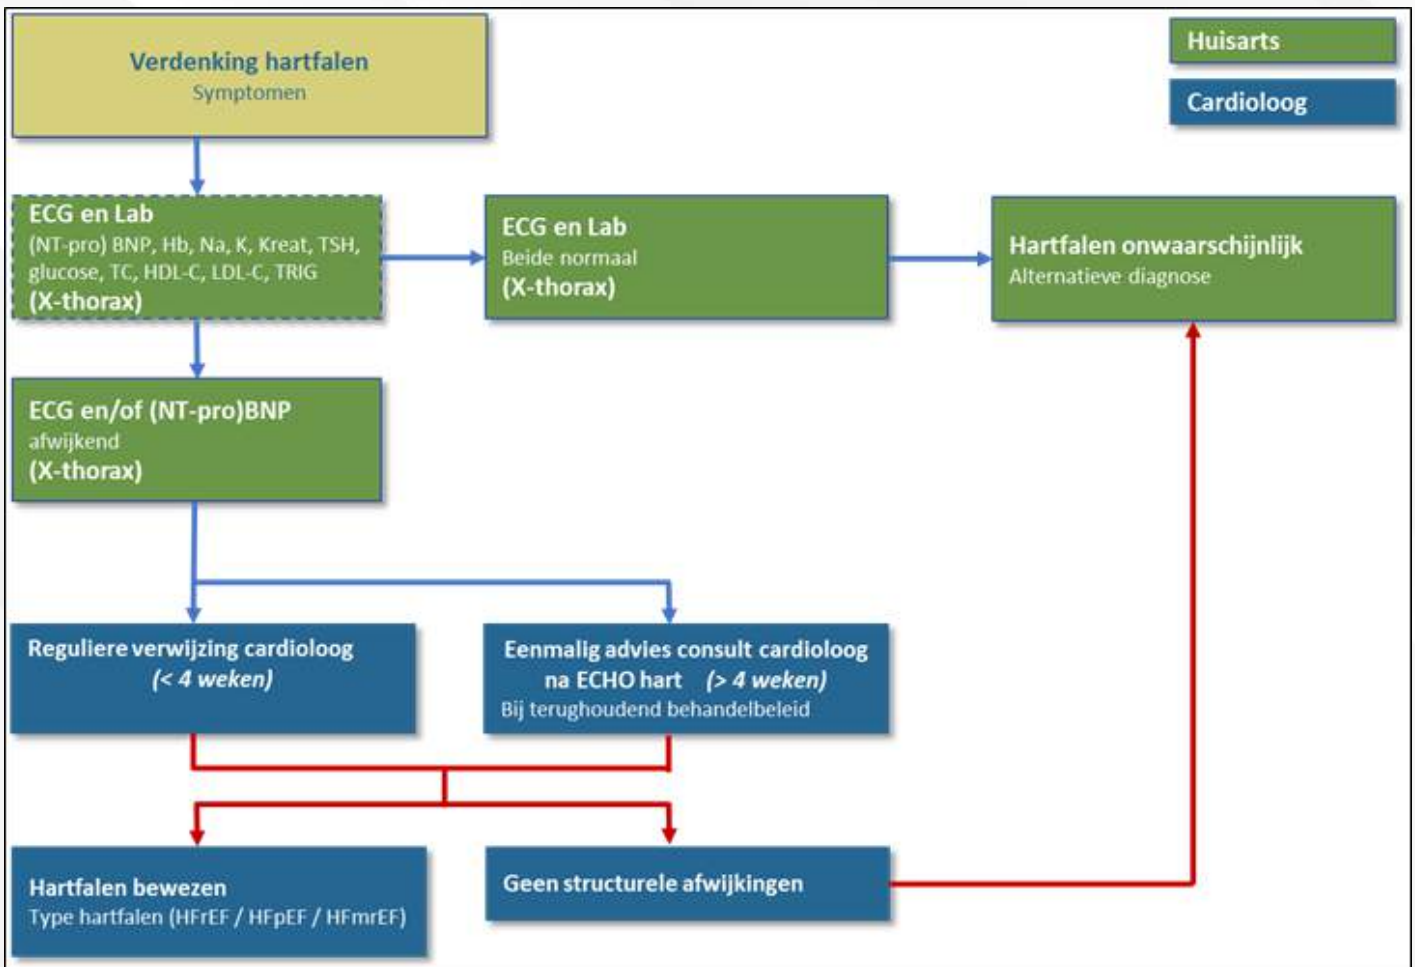 Verdenking hartfalen
Symptomen
Huisarts
Cardioloog
ECG en Lab
(NT-pro) BNP, Hb, Na, K, Kreat, TSH,
glucose, TC, HDL-C, LDL-C, TRIG
(X-thorax)
ECG en Lab
Beide normaal
(X-thorax)
Hartfalen onwaarschijnlijk
Alternatieve diagnose
ECG en/of (NT-pro)BNP
afwijkend
(X-thorax)
Reguliere verwijzing cardioloog
(< 4 weken)
Eenmalig advies consult cardioloog
na ECHO hart (> 4 weken)
Bij terughoudend behandelbeleid
Hartfalen bewezen
Type hartfalen (HFrEF / HFpEF / HFmrEF)
Geen structurele afwijkingen